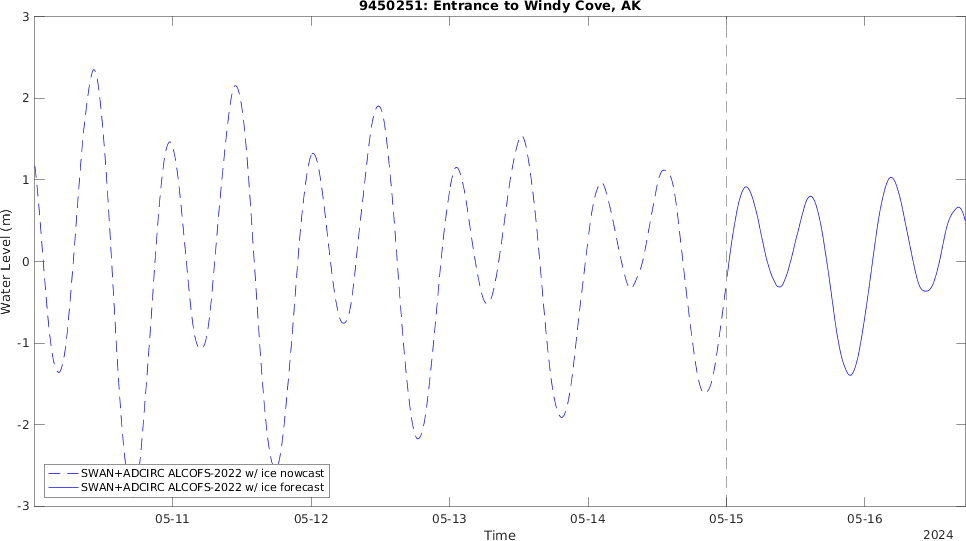 9450251: Entrance to Windy Cove, AK
Water Level (m)
3
2
1
0
-1
-2
-3
SWAN+ADCIRC ALCOFS-2022 w/ ice nowcast
SWAN+ADCIRC ALCOFS-2022 w/ ice forecast
05-11 05-12 05-13 05-14 05-15 05-16
Time
2024